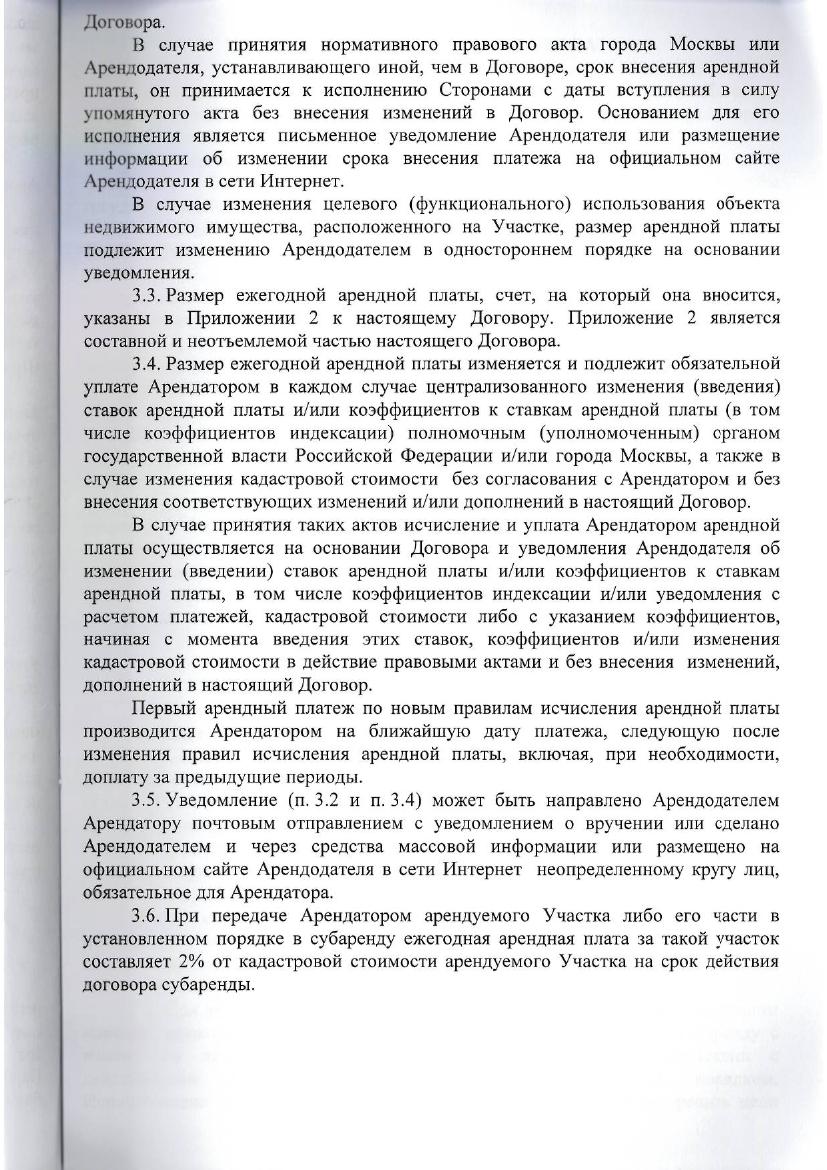 Договора.
В случае принятия нормативного правового акта города Москвы или
Арендодателя, устанавливающего иной, чем в Договоре, срок внесения арендной
платы, он принимается к исполнению Сторонами с даты вступления в силу
упомянутого акта без внесения изменений в Договор. Основанием для его
исполнения является письменное уведомление Арендодателя или размещение
информации об изменении срока внесения платежа на официальном сайте
Арендодателя в сети Интернет.
В случае изменения целевого (функционального) использования объекта
недвижимого имущества, расположенного на Участке, размер арендной платы
подлежит изменению Арендодателем в одностороннем порядке на основании
уведомления.
3.3. Размер ежегодной арендной платы, счет, на который она вносится,
указаны в Приложении 2 к настоящему Договору. Приложение 2 является
составной и неотъемлемой частью настоящего Договора.
3.4. Размер ежегодной арендной платы изменяется и подлежит обязательной
уплате Арендатором в каждом случае централизованного изменения (введения)
ставок арендной платы и/или коэффициентов к ставкам арендной платы (в том
числе коэффициентов индексации) полномочным (уполномоченным) органом
государственной власти Российской Федерации и/или города Москвы, а также в
случае изменения кадастровой стоимости без согласования с Арендатором и без
внесения соответствующих изменений и/или дополнений в настоящий Договор.
В случае принятия таких актов исчисление и уплата Арендатором арендной
платы осуществляется на основании Договора и уведомления Арендодателя об
изменении (введении) ставок арендной платы и/или коэффициентов к ставкам
арендной платы, в том числе коэффициентов индексации и/или уведомления с
расчетом платежей, кадастровой стоимости либо с указанием коэффициентов,
начиная с момента введения этих ставок, коэффициентов и/или изменения
кадастровой стоимости в действие правовыми актами и без внесения изменений,
дополнений в настоящий Договор.
Первый арендный платеж по новым правилам исчисления арендной платы
производится Арендатором на ближайшую дату платежа, следующую после
изменения правил исчисления арендной платы, включая, при необходимости,
доплату за предыдущие периоды.
3.5. Уведомление (п. 3.2 и п. 3.4) может быть направлено Арендодателем
Арендатору почтовым отправлением с уведомлением о вручении или сделано
Арендодателем и через средства массовой информации или размещено на
официальном сайте Арендодателя в сети Интернет неопределенному кругу лиц,
обязательное для Арендатора.
3.6. При передаче Арендатором арендуемого Участка либо его части в
установленном порядке в субаренду ежегодная арендная плата за такой участок
составляет 2% от кадастровой стоимости арендуемого Участка на срок действия
договора субаренды.